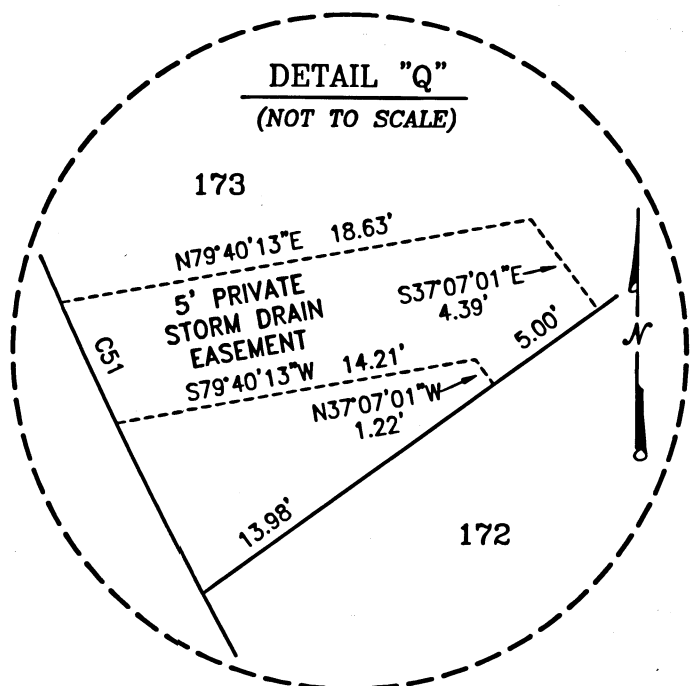 DETAIL "Q"
(NOT TO SCALE)
173
N79°40'13"E 18.63'
S37°07'01"E
4.39'
5' PRIVATE
STORM DRAIN
EASEMENT
C51
5.00'
N
S79°40'13"W 14.21'
N37°07'01"W
1.22'
13.98'
172